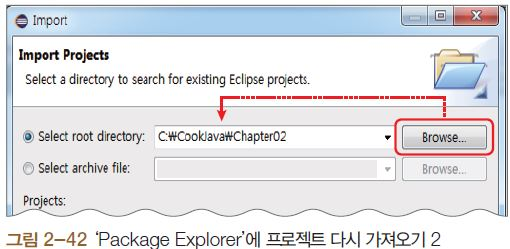 Import
Import Projects
Select a directory to search for existing Eclipse projects.
Select root directory: C:₩CookJava₩Chapter02 Browse...
Select archive file: Browse...
Projects:
그림 2-42 ‘Package Explorer’에 프로젝트 다시 가져오기 2